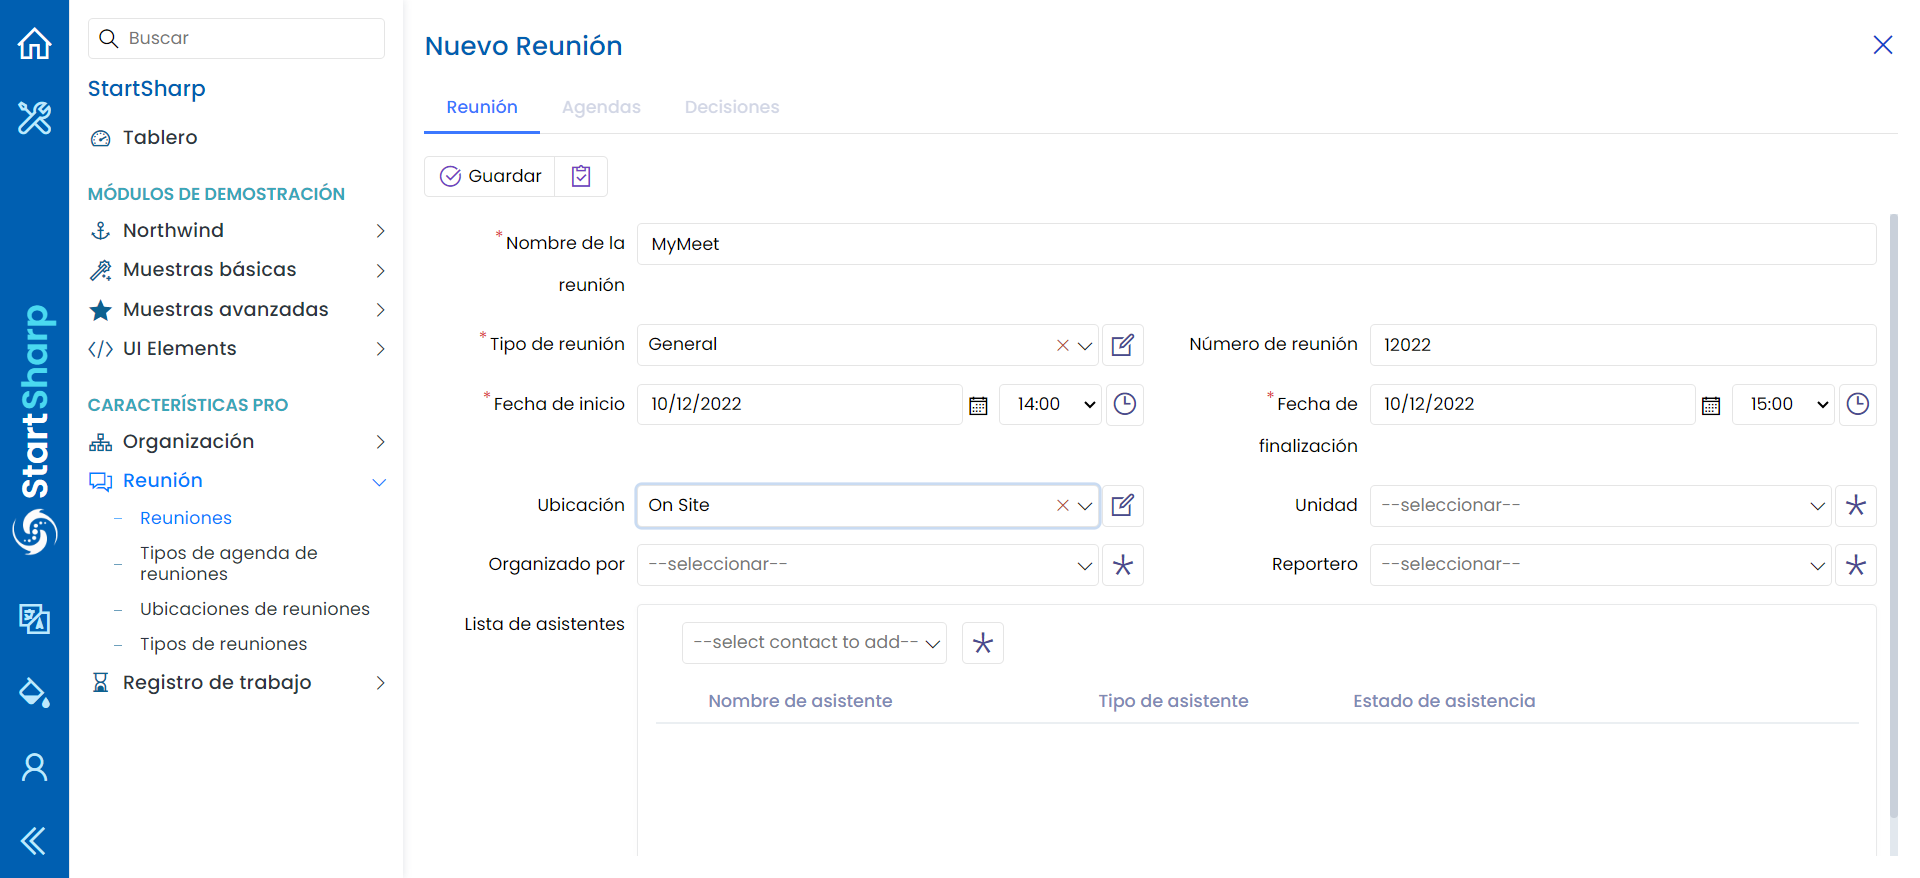 Buscar
StartSharp
Tablero
MÓDULOS DE DEMOSTRACIÓN
Northwind
Muestras básicas
Muestras avanzadas
UI Elements
CARACTERÍSTICAS PRO
Organización
Reunión
Reuniones
Tipos de agenda de
reuniones
Ubicaciones de reuniones
Tipos de reuniones
Registro de trabajo
StartSharp
Nuevo Reunión
Reunión Agendas Decisiones
Guardar
*Nombre de la
reunión
MyMeet
*Tipo de reunión General
Número de reunión 12022
*Fecha de inicio 10/12/2022 14:00
*Fecha de
finalización
10/12/2022 15:00
Ubicación On Site
Unidad --seleccionar--
Organizado por --seleccionar--
Reportero --seleccionar--
Lista de asistentes
--select contact to add--
Nombre de asistente Tipo de asistente Estado de asistencia